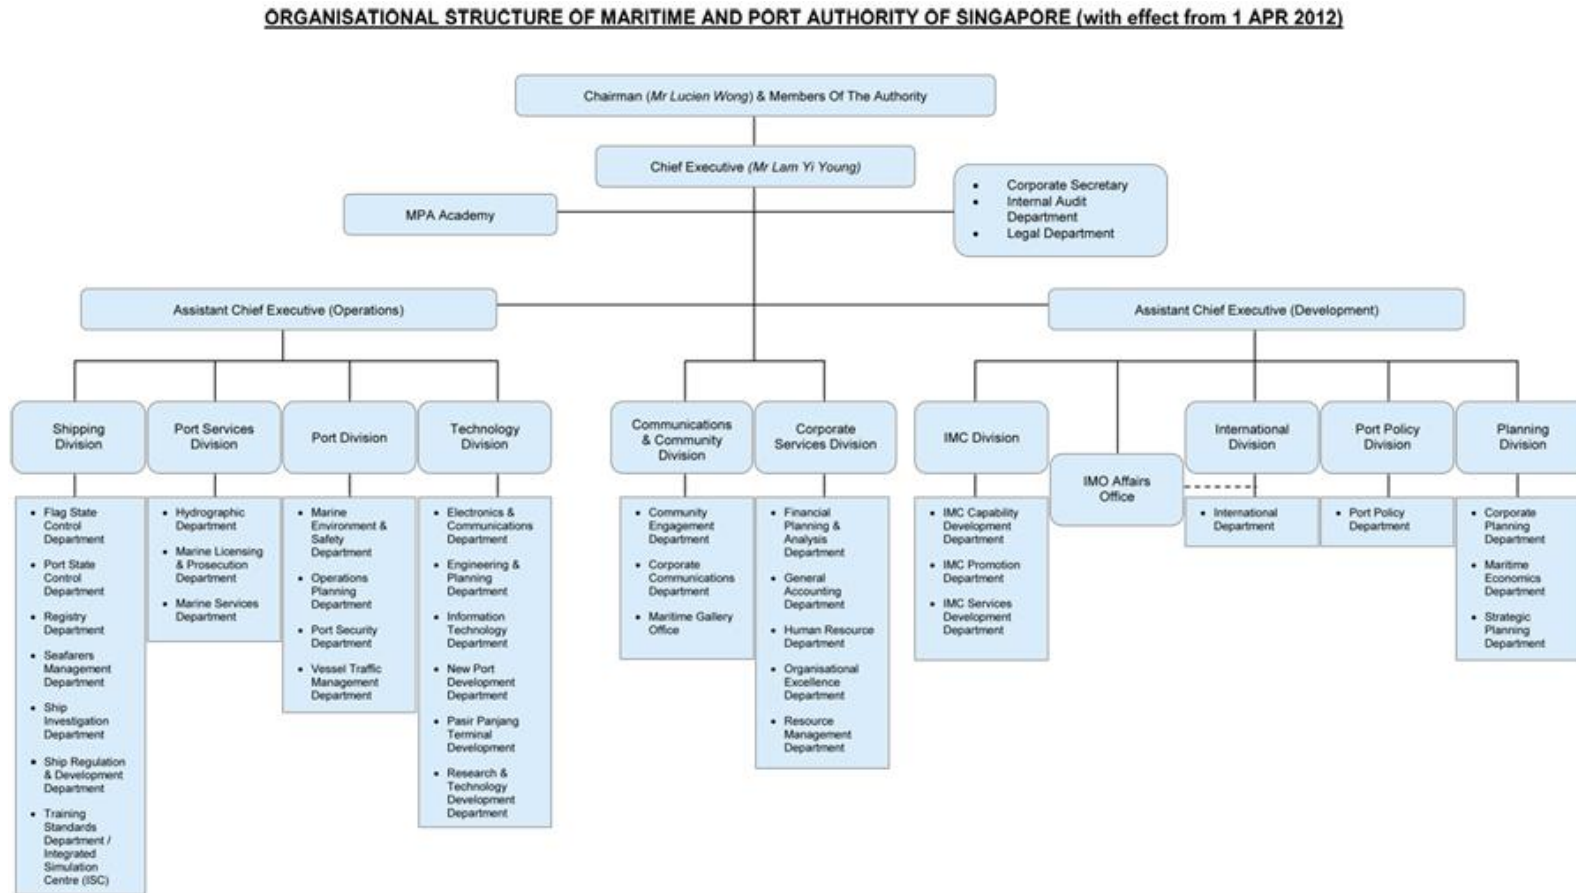 ORGANISATIONAL STRUCTURE OF MARITIME AND PORT AUTHORITY OF SINGAPORE (with effect from 1 APR 2012)
Chairman (Mr Lucien Wong) & Members Of The Authority
Chief Executive (Mr Lam Yi Young)
MPA Academy
• Corporate Secretary
• Internal Audit
Department
• Legal Department
Assistant Chief Executive (Operations)
Assistant Chief Executive (Development)
Shipping
Division
Port Services
Division
Port Division
Technology
Division
Communications
& Community
Division
Corporate
Services Division
IMC Division
IMO Affairs
Office
International
Division
Port Policy
Division
Planning
Division
• Flag State
Control
Department
• Port State
Control
Department
• Registry
Department
• Seafarers
Management
Department
• Ship
Investigation
Department
• Ship Regulation
& Development
Department
• Training
Standards
Department /
Integrated
Simulation
Centre (ISC)
• Hydrographic
Department
• Marine Licensing
& Prosecution
Department
• Marine Services
Department
• Marine
Environment &
Safety
Department
• Operations
Planning
Department
• Port Security
Department
• Vessel Traffic
Management
Department
• Electronics &
Communications
Department
• Engineering &
Planning
Department
• Information
Technology
Department
• New Port
Development
Department
• Pasir Panjang
Terminal
Development
• Research &
Technology
Development
Department
• Community
Engagement
Department
• Corporate
Communications
Department
• Maritime Gallery
Office
• Financial
Planning &
Analysis
Department
• General
Accounting
Department
• Human Resource
Department
• Organisational
Excellence
Department
• Resource
Management
Department
• IMC Capability
Development
Department
• IMC Promotion
Department
• IMC Services
Development
Department
• International
Department
• Port Policy
Department
• Corporate
Planning
Department
• Maritime
Economics
Department
• Strategic
Planning
Department